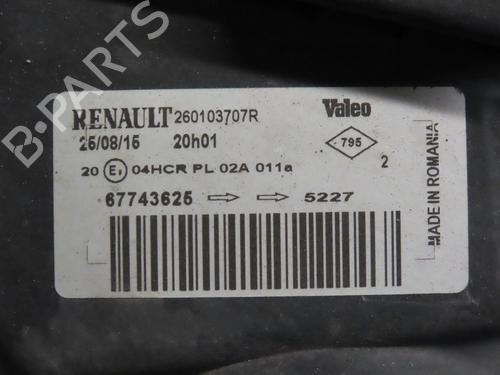 RENAULT 260103707R Valeo
25/08/15 20h01
795
2
20 E1 04HCR PL 02A 011a
67743625 ⇨ ⇨ 5227
MADE IN ROMANIA
B-PARTS